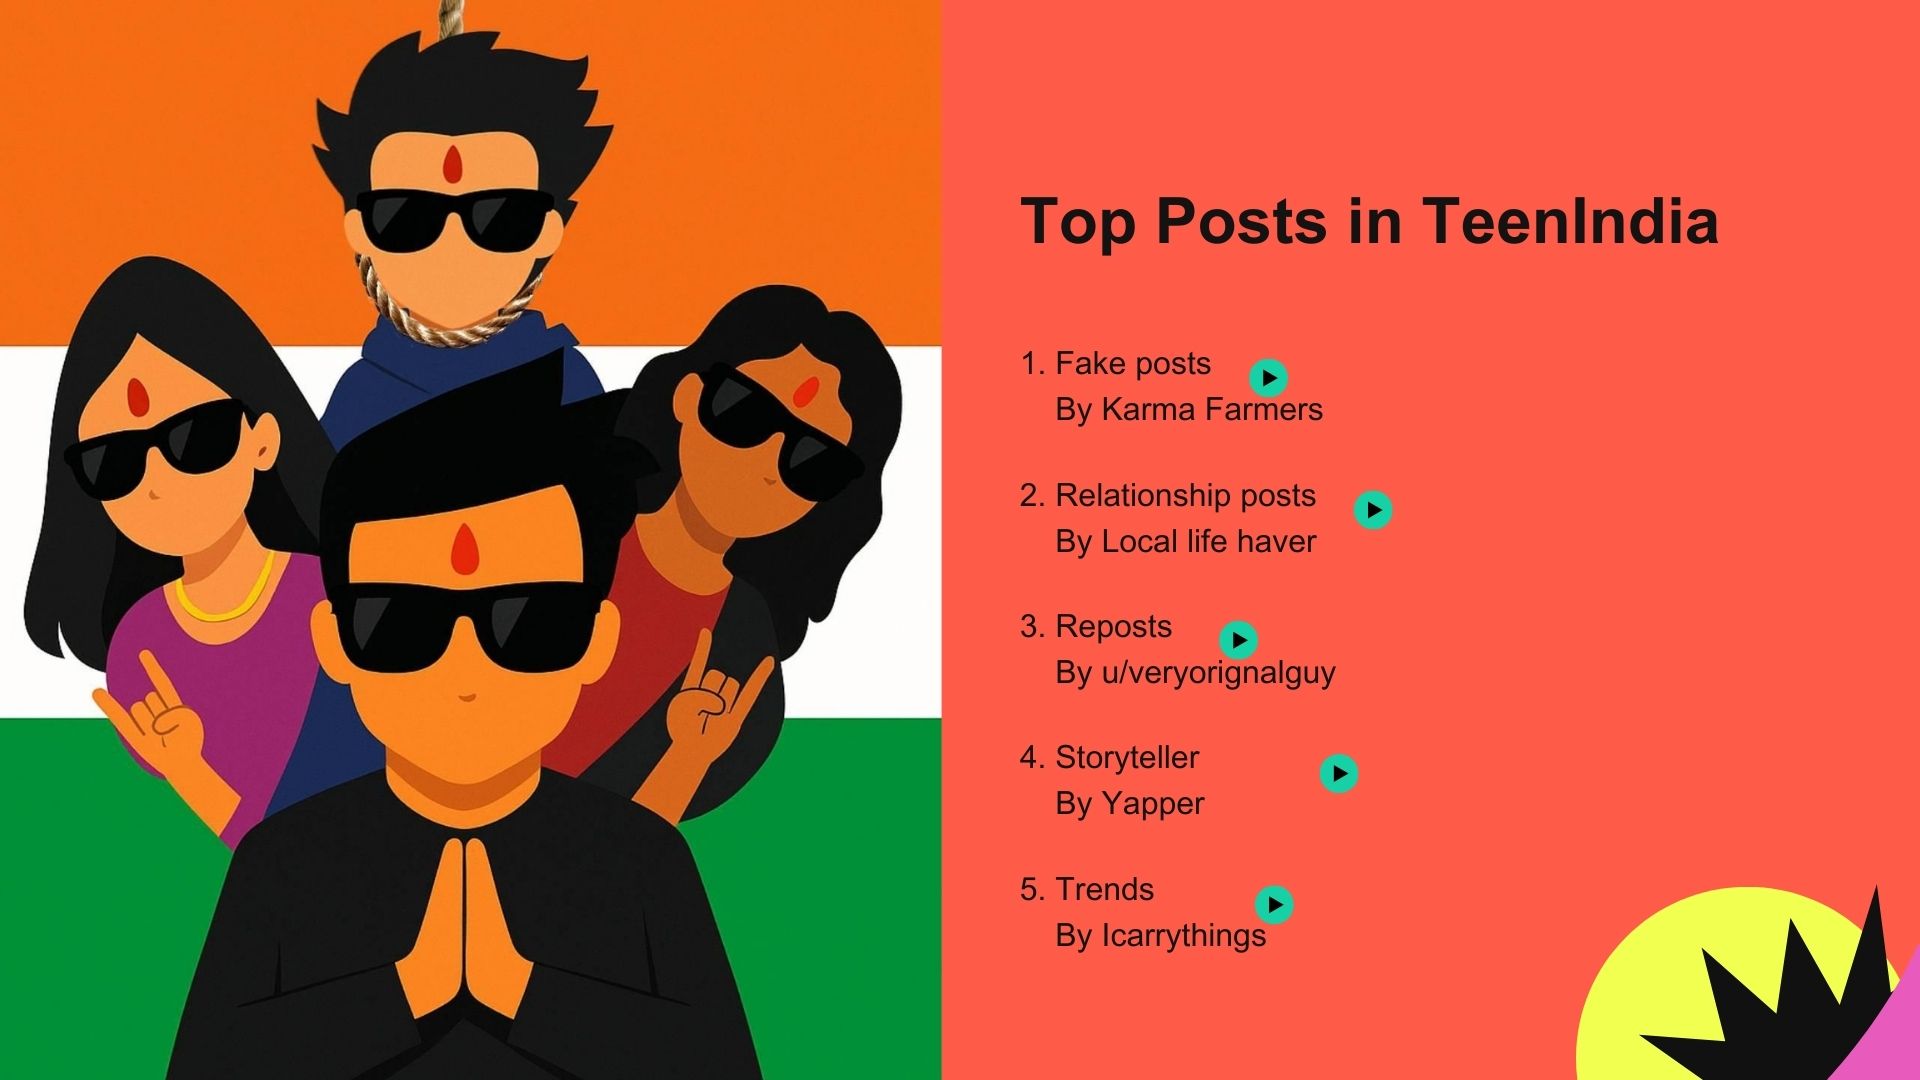 Top Posts in TeenIndia
1. Fake posts
By Karma Farmers
2. Relationship posts
By Local life haver
3. Reposts
By u/veryorignalguy
4. Storyteller
By Yapper
5. Trends
By Icarrythings